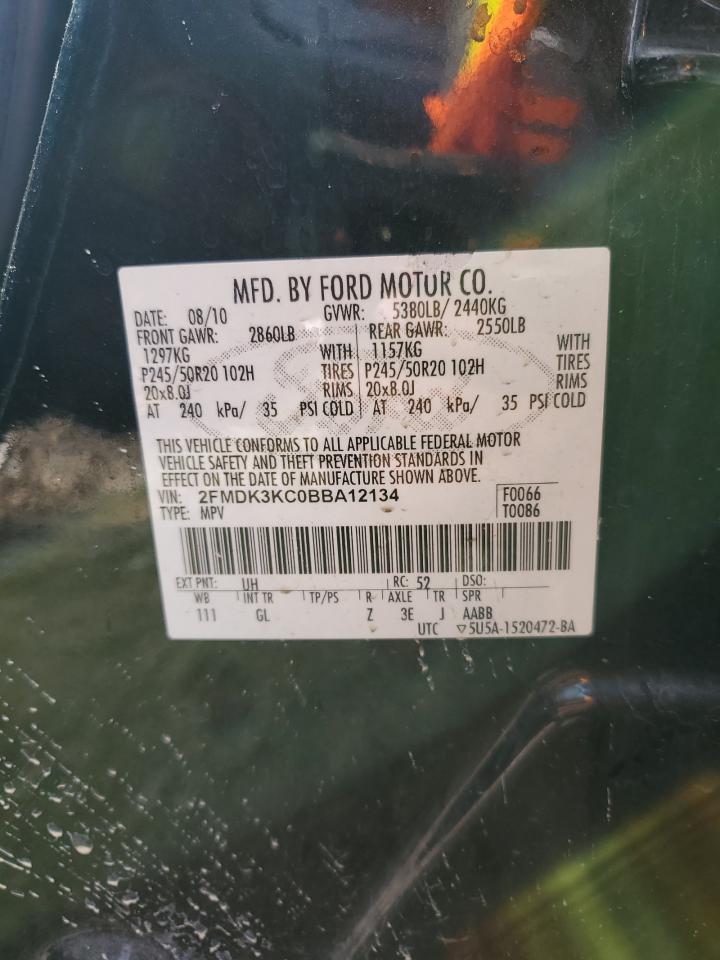 MFD. BY FORD MOTOR CO.
DATE: 08/10 GVWR: 5380LB/ 2440KG
FRONT GAWR: 2860LB REAR GAWR: 2550LB
1297KG WITH 1157KG WITH
P245/50R20 102H TIRES P245/50R20 102H TIRES
20x8.0J RIMS 20x8.0J RIMS
AT 240 kPa/ 35 PSI COLD AT 240 kPa/ 35 PSI COLD
THIS VEHICLE CONFORMS TO ALL APPLICABLE FEDERAL MOTOR
VEHICLE SAFETY AND THEFT PREVENTION STANDARDS IN
EFFECT ON THE DATE OF MANUFACTURE SHOWN ABOVE.
VIN: 2FMDK3KC0BBA12134 F0066
TYPE: MPV T0086
EXT PNT: UH RC: 52 DSO:
WB INT TR TP/PS R AXLE TR SPR
111 GL Z 3E J AABB
UTC ▽5U5A-1520472-BA